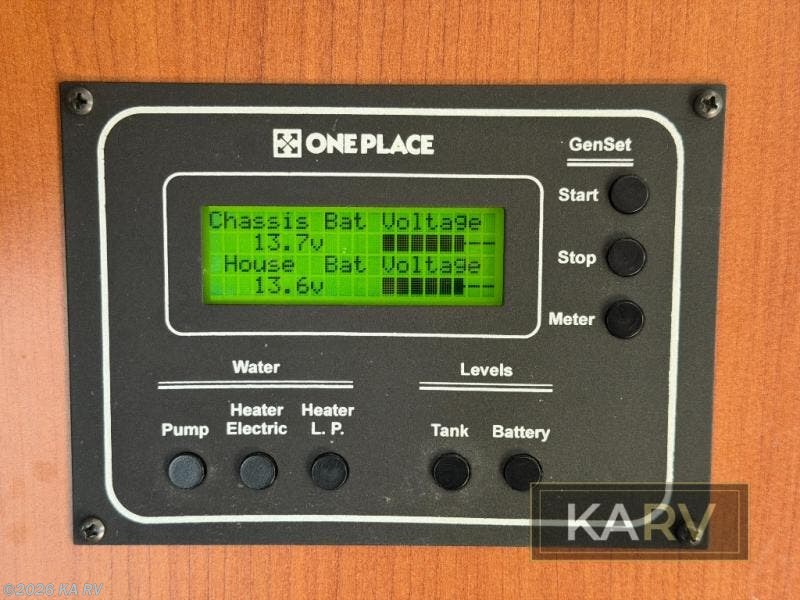 ONE PLACE
GenSet
Start
Stop
Meter
Chassis Bat Voltage
13.7v
House Bat Voltage
13.6v
Water
Levels
Pump
Heater
Electric
Heater
L. P.
Tank
Battery
KARV
©2026 KA RV